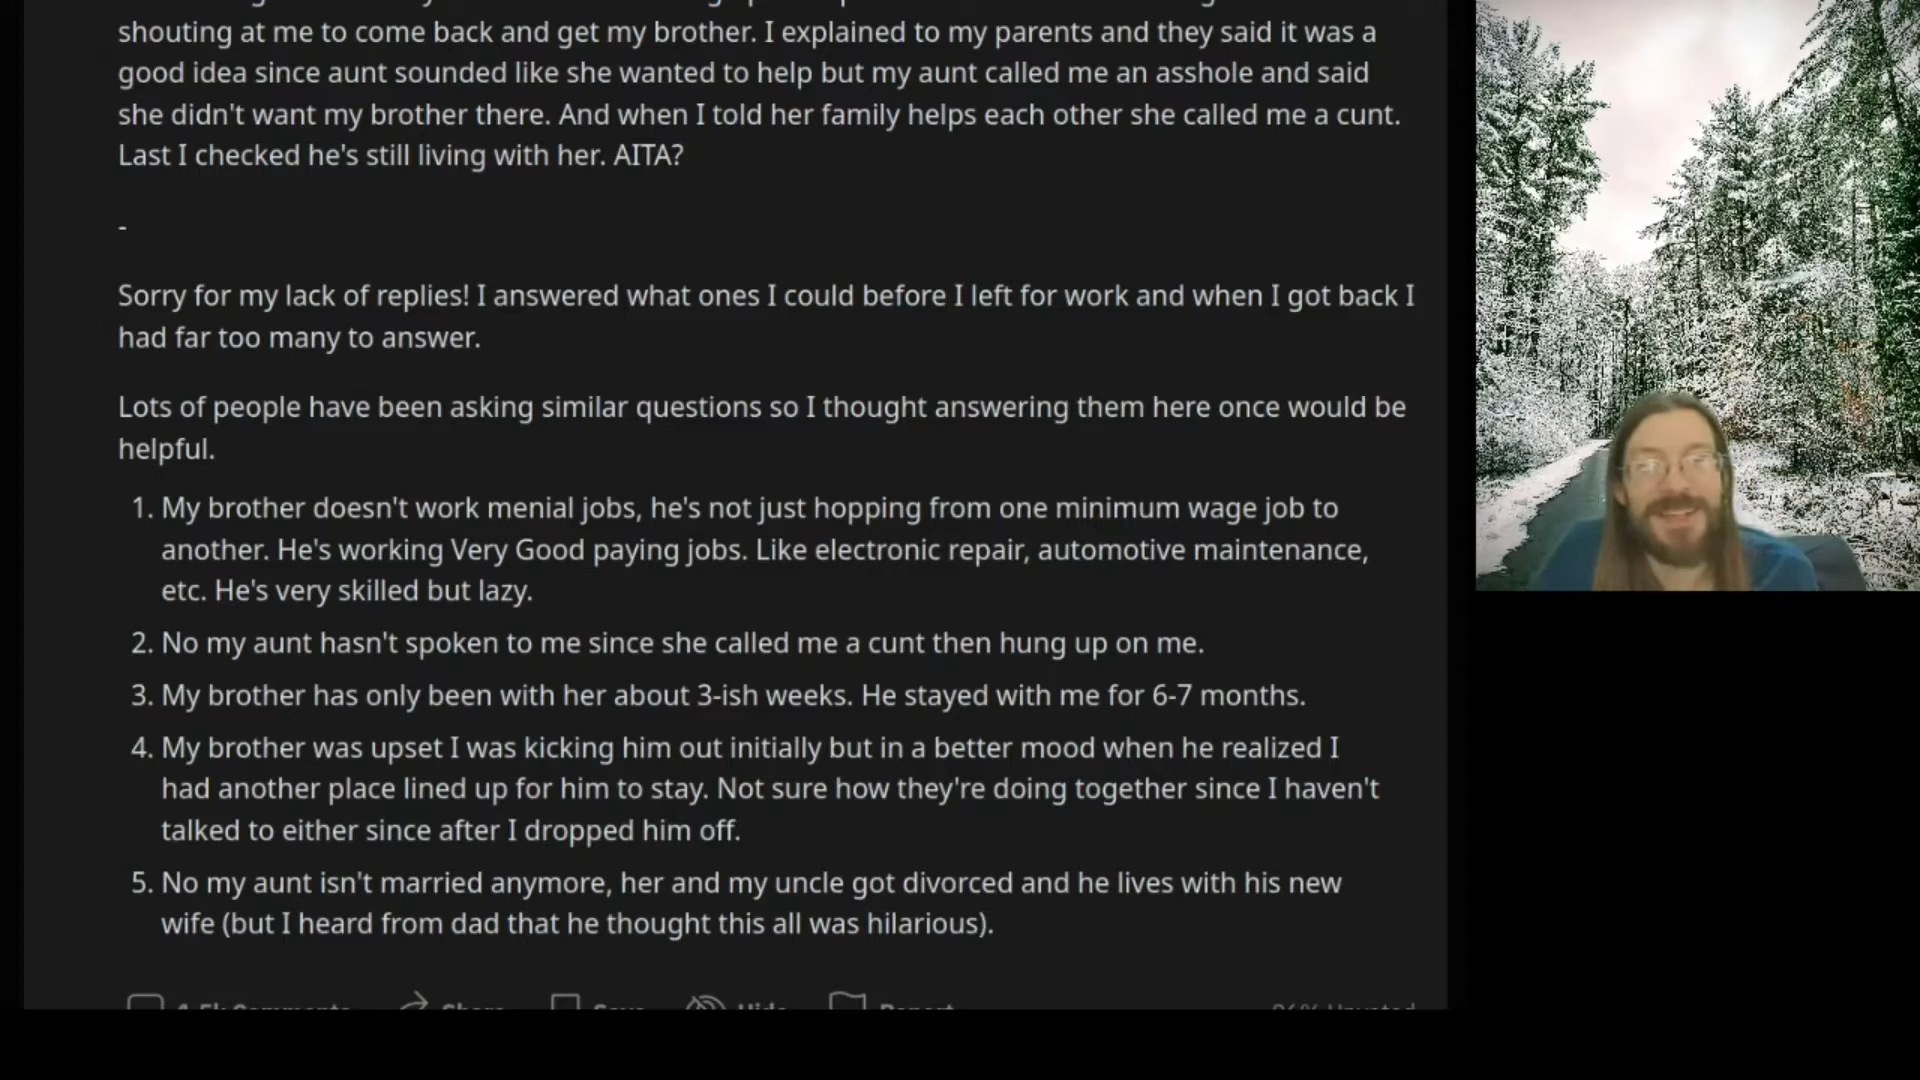 shouting at me to come back and get my brother. I explained to my parents and they said it was a
good idea since aunt sounded like she wanted to help but my aunt called me an asshole and said
she didn't want my brother there. And when I told her family helps each other she called me a cunt.
Last I checked he's still living with her. AITA?
-
Sorry for my lack of replies! I answered what ones I could before I left for work and when I got back I
had far too many to answer.
Lots of people have been asking similar questions so I thought answering them here once would be
helpful.
1. My brother doesn't work menial jobs, he's not just hopping from one minimum wage job to
another. He's working Very Good paying jobs. Like electronic repair, automotive maintenance,
etc. He's very skilled but lazy.
2. No my aunt hasn't spoken to me since she called me a cunt then hung up on me.
3. My brother has only been with her about 3-ish weeks. He stayed with me for 6-7 months.
4. My brother was upset I was kicking him out initially but in a better mood when he realized I
had another place lined up for him to stay. Not sure how they're doing together since I haven't
talked to either since after I dropped him off.
5. No my aunt isn't married anymore, her and my uncle got divorced and he lives with his new
wife (but I heard from dad that he thought this all was hilarious).
Comments Share Save Hide Report Upvoted